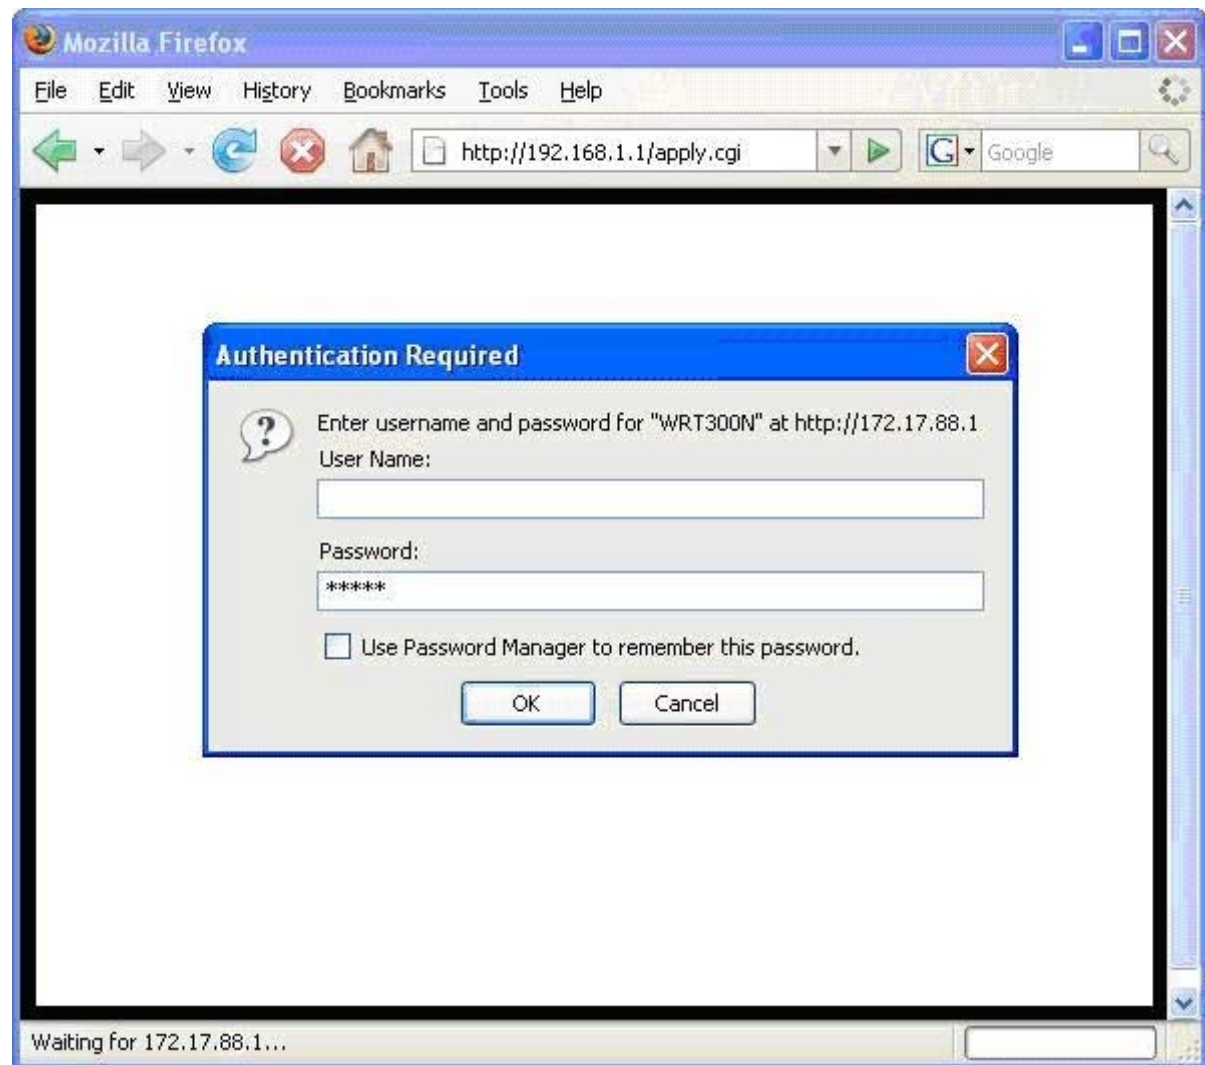 Mozilla Firefox
File Edit View History Bookmarks Tools Help
http://192.168.1.1/apply.cgi G Google
Authentication Required
? Enter username and password for "WRT300N" at http://172.17.88.1
User Name:
Password:
*****
Use Password Manager to remember this password.
OK Cancel
Waiting for 172.17.88.1...